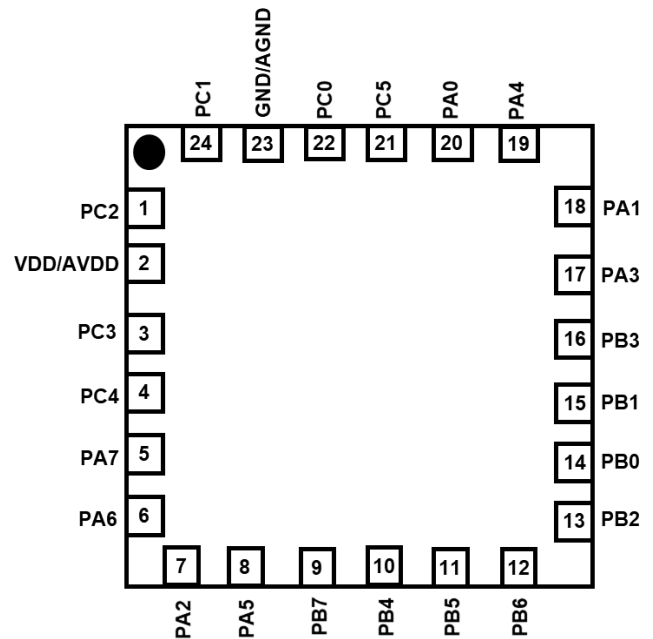 PC1
GND/AGND
PC0
PC5
PA0
PA4
24
23
22
21
20
19
PC2 1
VDD/AVDD 2
PC3 3
PC4 4
PA7 5
PA6 6
18 PA1
17 PA3
16 PB3
15 PB1
14 PB0
13 PB2
7
8
9
10
11
12
PA2
PA5
PB7
PB4
PB5
PB6